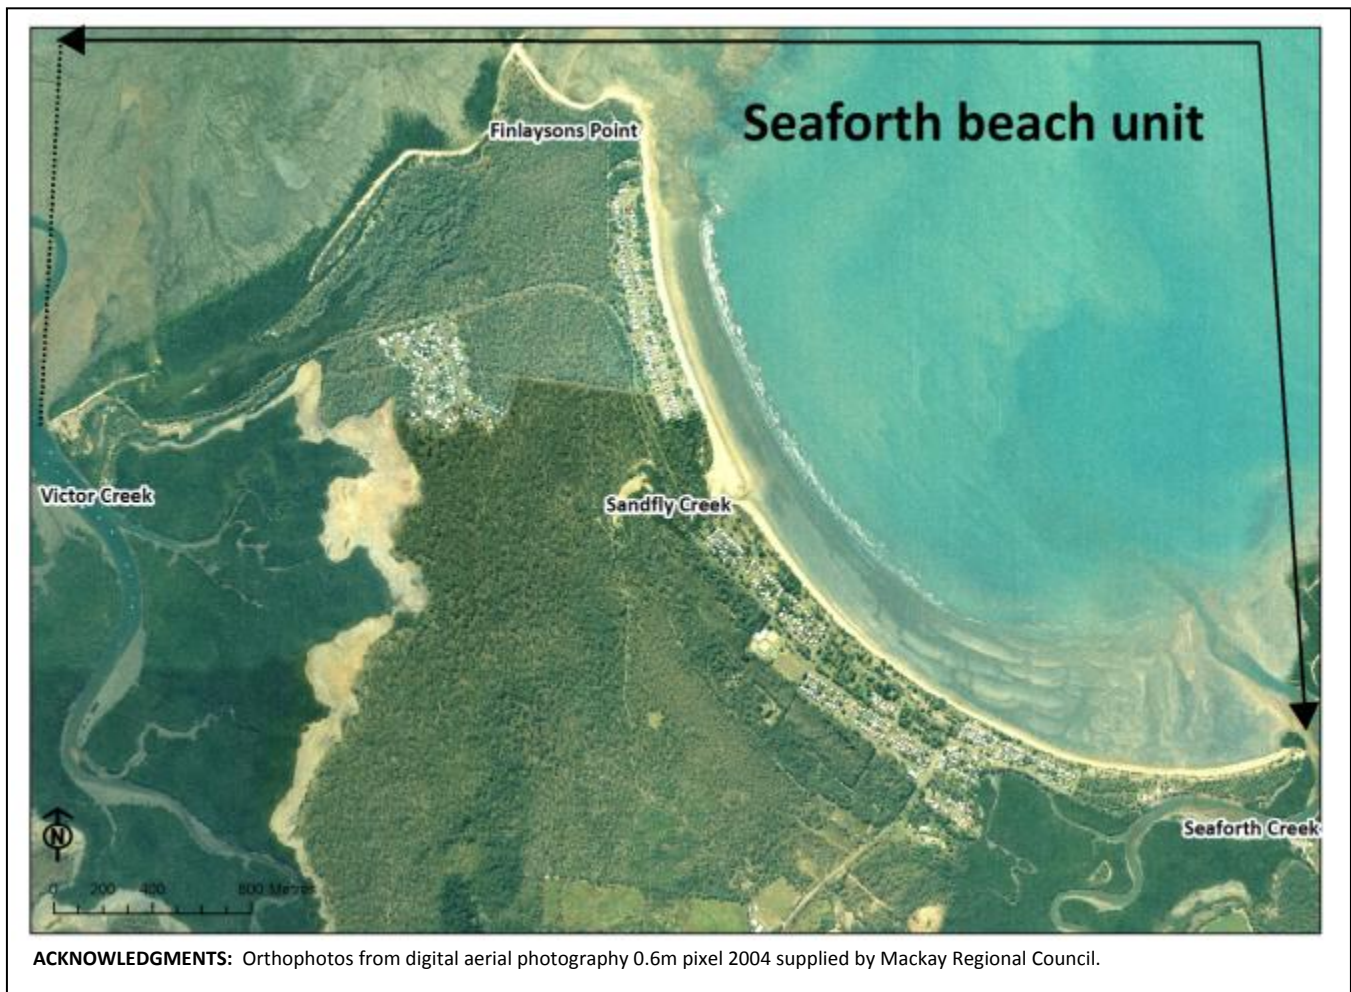 Seaforth beach unit
Finlaysons Point
Victor Creek
Sandfly Creek
Seaforth Creek
N
0 200 400 800 Metres
ACKNOWLEDGMENTS: Orthophotos from digital aerial photography 0.6m pixel 2004 supplied by Mackay Regional Council.